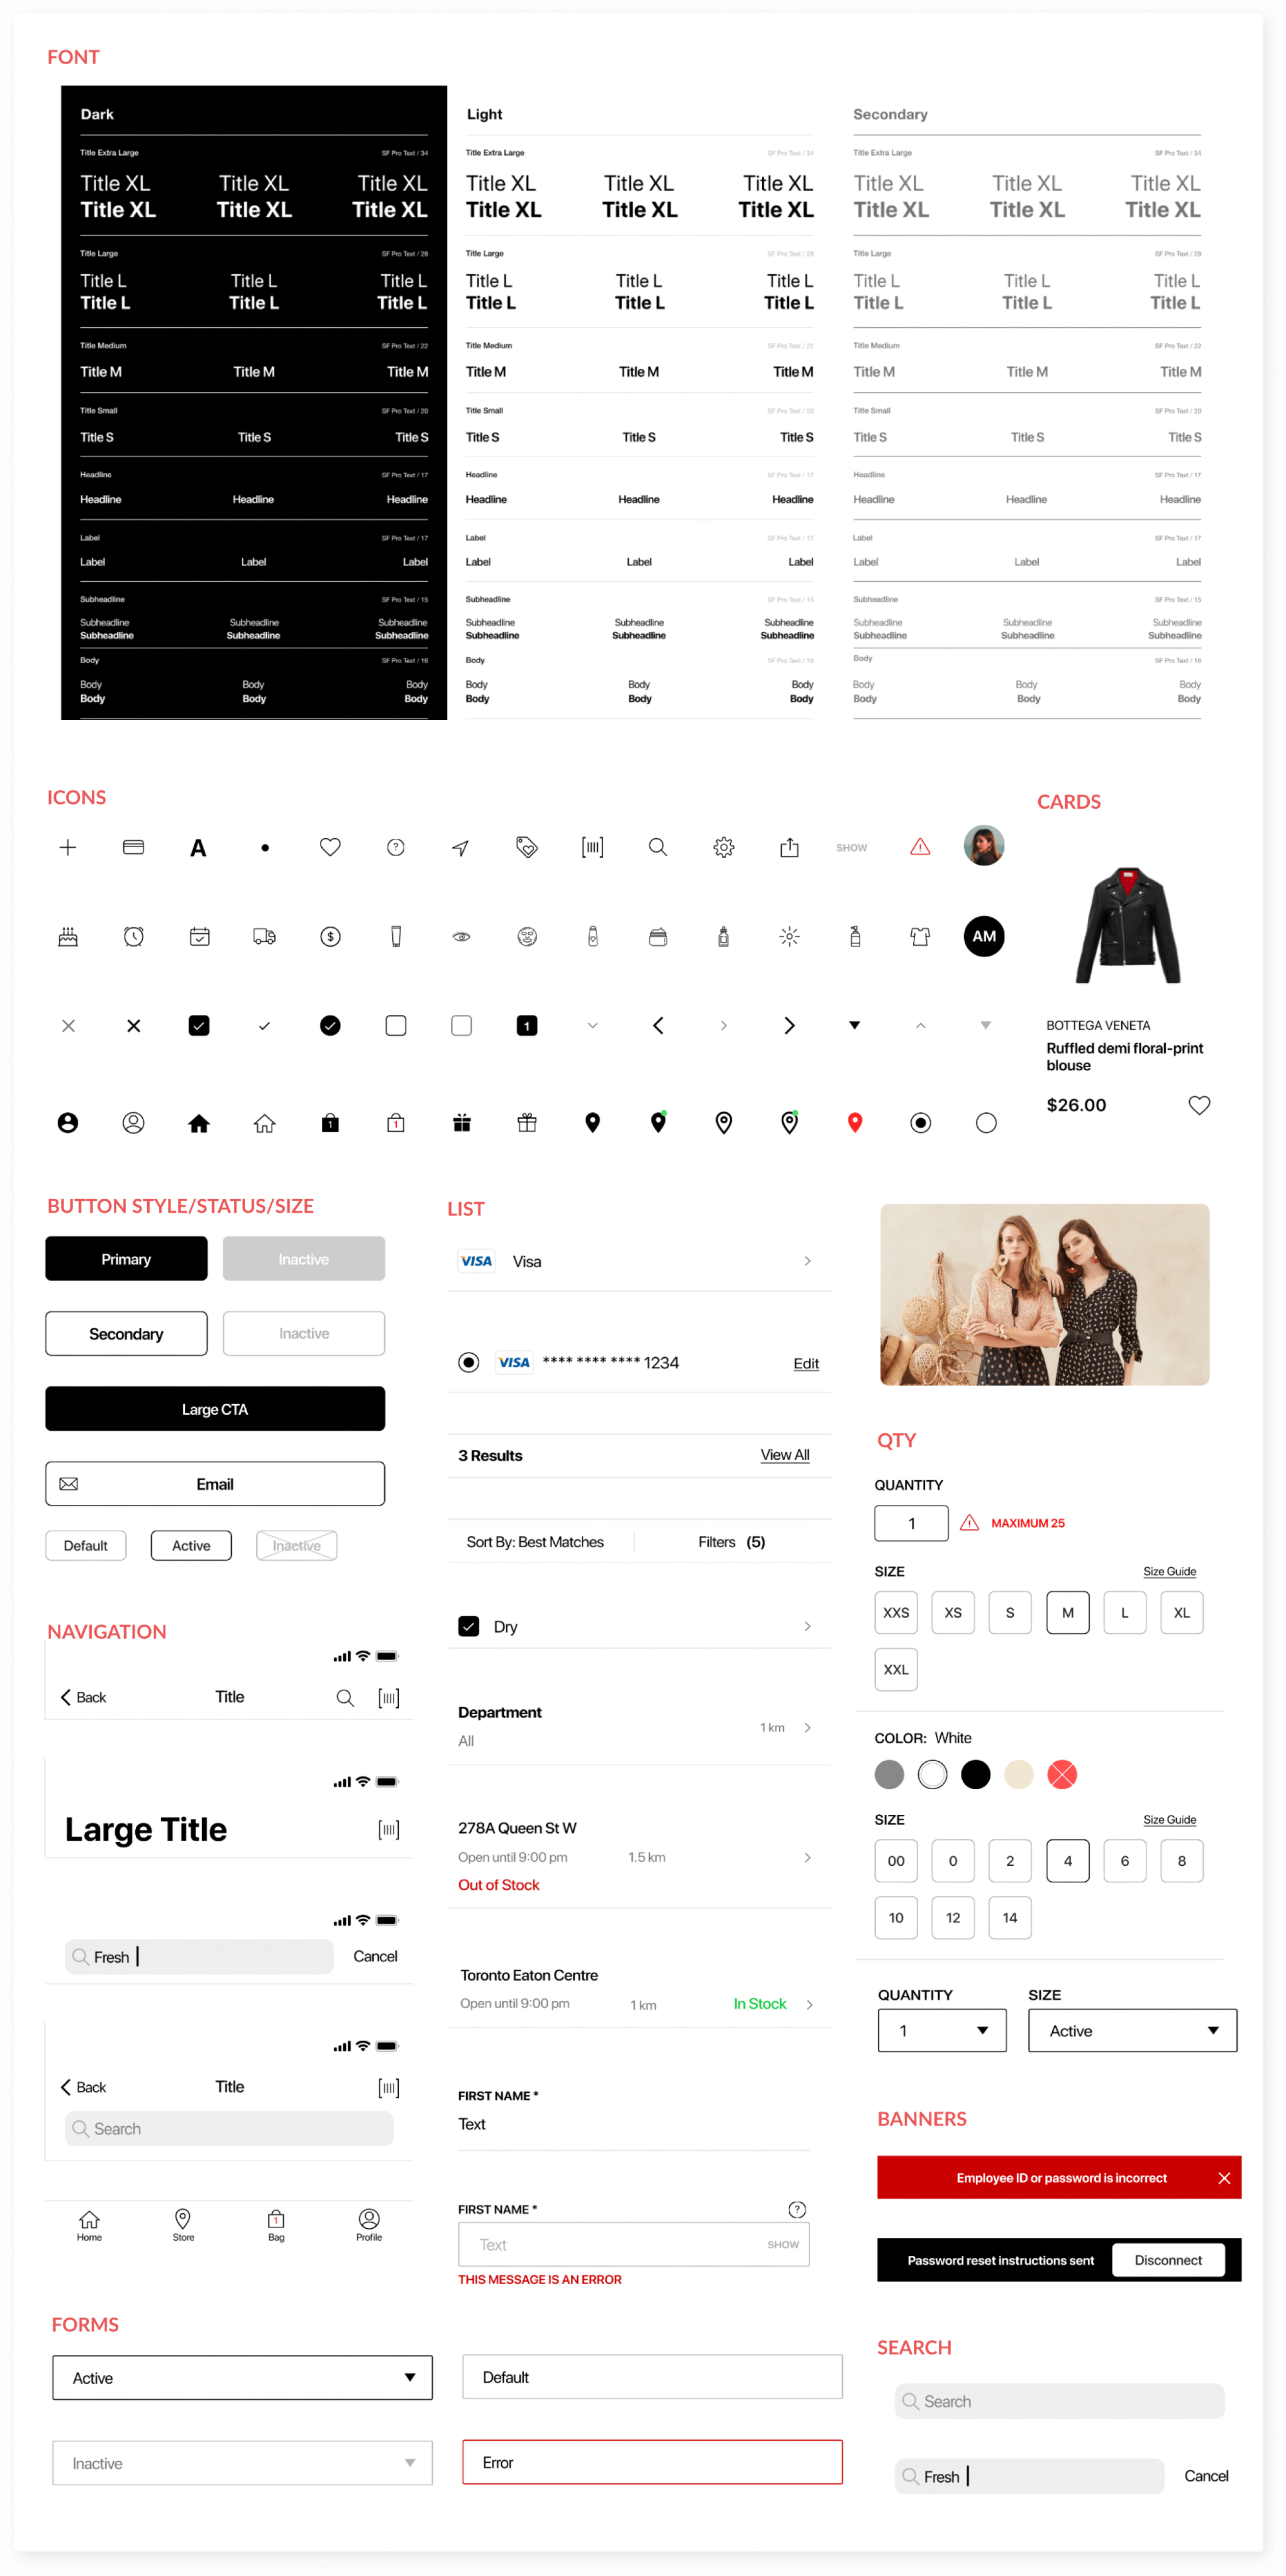 FONT
Dark
Title Extra Large SF Pro Text / 34
Title XL Title XL Title XL
Title XL Title XL Title XL
Title Large SF Pro Text / 28
Title L Title L Title L
Title L Title L Title L
Title Medium SF Pro Text / 22
Title M Title M Title M
Title Small SF Pro Text / 20
Title S Title S Title S
Headline SF Pro Text / 17
Headline Headline Headline
Label SF Pro Text / 17
Label Label Label
Subheadline SF Pro Text / 15
Subheadline Subheadline Subheadline
Subheadline Subheadline Subheadline
Body SF Pro Text / 16
Body Body Body
Body Body Body
Light
Title Extra Large SF Pro Text / 34
Title XL Title XL Title XL
Title XL Title XL Title XL
Title Large SF Pro Text / 28
Title L Title L Title L
Title L Title L Title L
Title Medium SF Pro Text / 22
Title M Title M Title M
Title Small SF Pro Text / 20
Title S Title S Title S
Headline SF Pro Text / 17
Headline Headline Headline
Label SF Pro Text / 17
Label Label Label
Subheadline SF Pro Text / 15
Subheadline Subheadline Subheadline
Subheadline Subheadline Subheadline
Body SF Pro Text / 16
Body Body Body
Body Body Body
Secondary
Title Extra Large SF Pro Text / 34
Title XL Title XL Title XL
Title XL Title XL Title XL
Title Large SF Pro Text / 28
Title L Title L Title L
Title L Title L Title L
Title Medium SF Pro Text / 22
Title M Title M Title M
Title Small SF Pro Text / 20
Title S Title S Title S
Headline SF Pro Text / 17
Headline Headline Headline
Label SF Pro Text / 17
Label Label Label
Subheadline SF Pro Text / 15
Subheadline Subheadline Subheadline
Subheadline Subheadline Subheadline
Body SF Pro Text / 16
Body Body Body
Body Body Body
ICONS
A ? SHOW
$ AM
1
1 1
CARDS
BOTTEGA VENETA
Ruffled demi floral-print
blouse
$26.00
BUTTON STYLE/STATUS/SIZE
Primary Inactive
Secondary Inactive
Large CTA
Email
Default Active Inactive
NAVIGATION
Back Title
Large Title
Fresh Cancel
Back Title
Search
1
Home Store Bag Profile
LIST
VISA Visa
VISA **** **** **** 1234 Edit
3 Results View All
Sort By: Best Matches Filters (5)
Dry
Department
All 1 km
278A Queen St W
Open until 9:00 pm 1.5 km
Out of Stock
Toronto Eaton Centre
Open until 9:00 pm 1 km In Stock
FIRST NAME *
Text
FIRST NAME * ?
Text SHOW
THIS MESSAGE IS AN ERROR
QTY
QUANTITY
1 MAXIMUM 25
SIZE Size Guide
XXS XS S M L XL
XXL
COLOR: White
SIZE Size Guide
00 0 2 4 6 8
10 12 14
QUANTITY SIZE
1 Active
BANNERS
Employee ID or password is incorrect
Password reset instructions sent Disconnect
FORMS
Active Default
Inactive Error
SEARCH
Search
Fresh Cancel